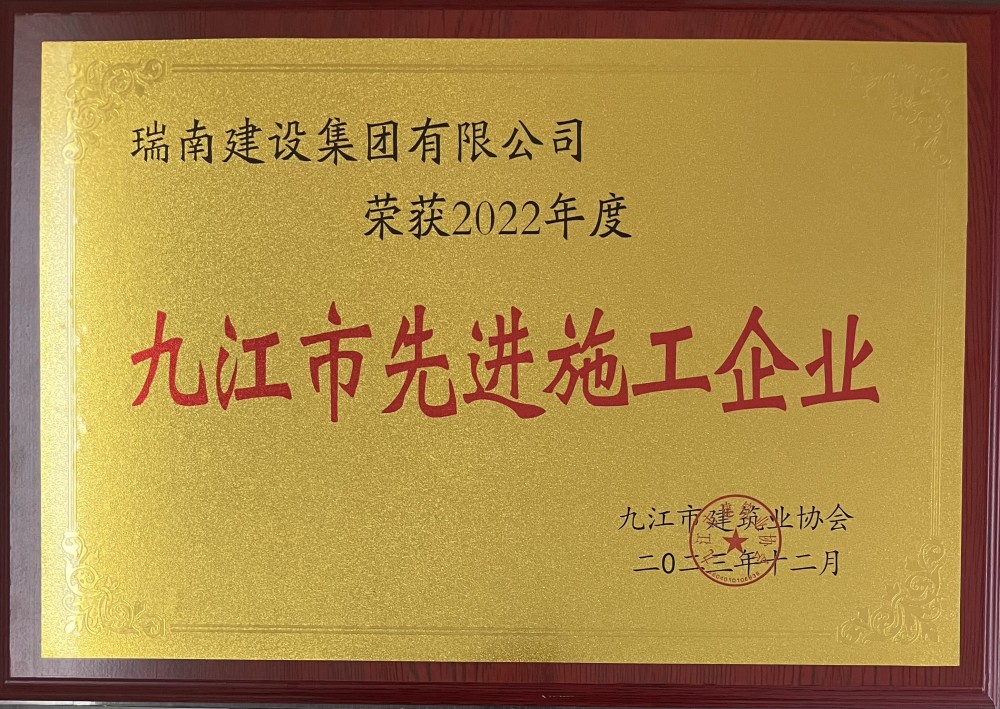 瑞南建设集团有限公司
荣获2022年度
九江市先进施工企业
九江市建筑业协会
二0二三年十二月